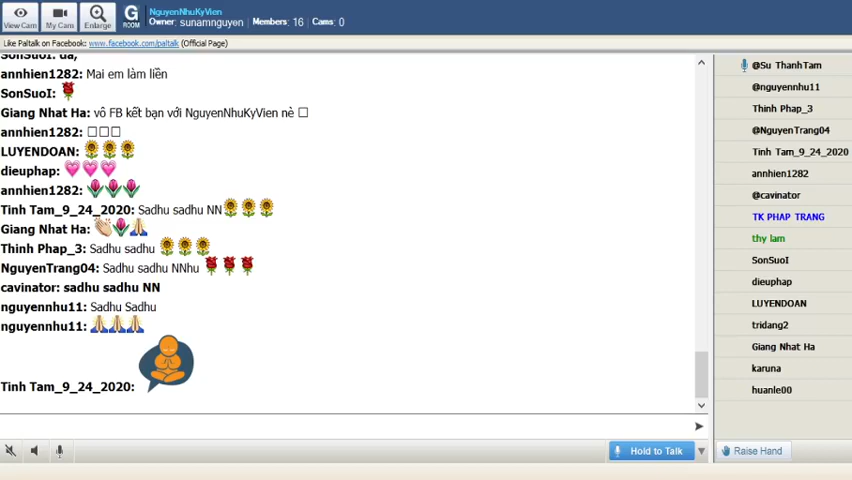 View Cam
My Cam
Enlarge
G
ROOM
NguyenNhuKyVien
Owner: sunamnguyen Members: 16 Cams: 0
Like Paltalk on Facebook: www.facebook.com/paltalk (Official Page)
SonSuoI: dạ,
annhien1282: Mai em làm liền
SonSuoI:
Giang Nhat Ha: vô FB kết bạn với NguyenNhuKyVien nè
annhien1282:
LUYENDOAN:
dieuphap:
annhien1282:
Tinh Tam_9_24_2020: Sadhu sadhu NN
Giang Nhat Ha:
Thinh Phap_3: Sadhu sadhu
NguyenTrang04: Sadhu sadhu NNhu
cavinator: sadhu sadhu NN
nguyennhu11: Sadhu Sadhu
nguyennhu11:
Tinh Tam_9_24_2020:
Hold to Talk
@Su ThanhTam
@nguyennhu11
Thinh Phap_3
@NguyenTrang04
Tinh Tam_9_24_2020
annhien1282
@cavinator
TK PHAP TRANG
thy lam
SonSuoI
dieuphap
LUYENDOAN
tridang2
Giang Nhat Ha
karuna
huanle00
Raise Hand